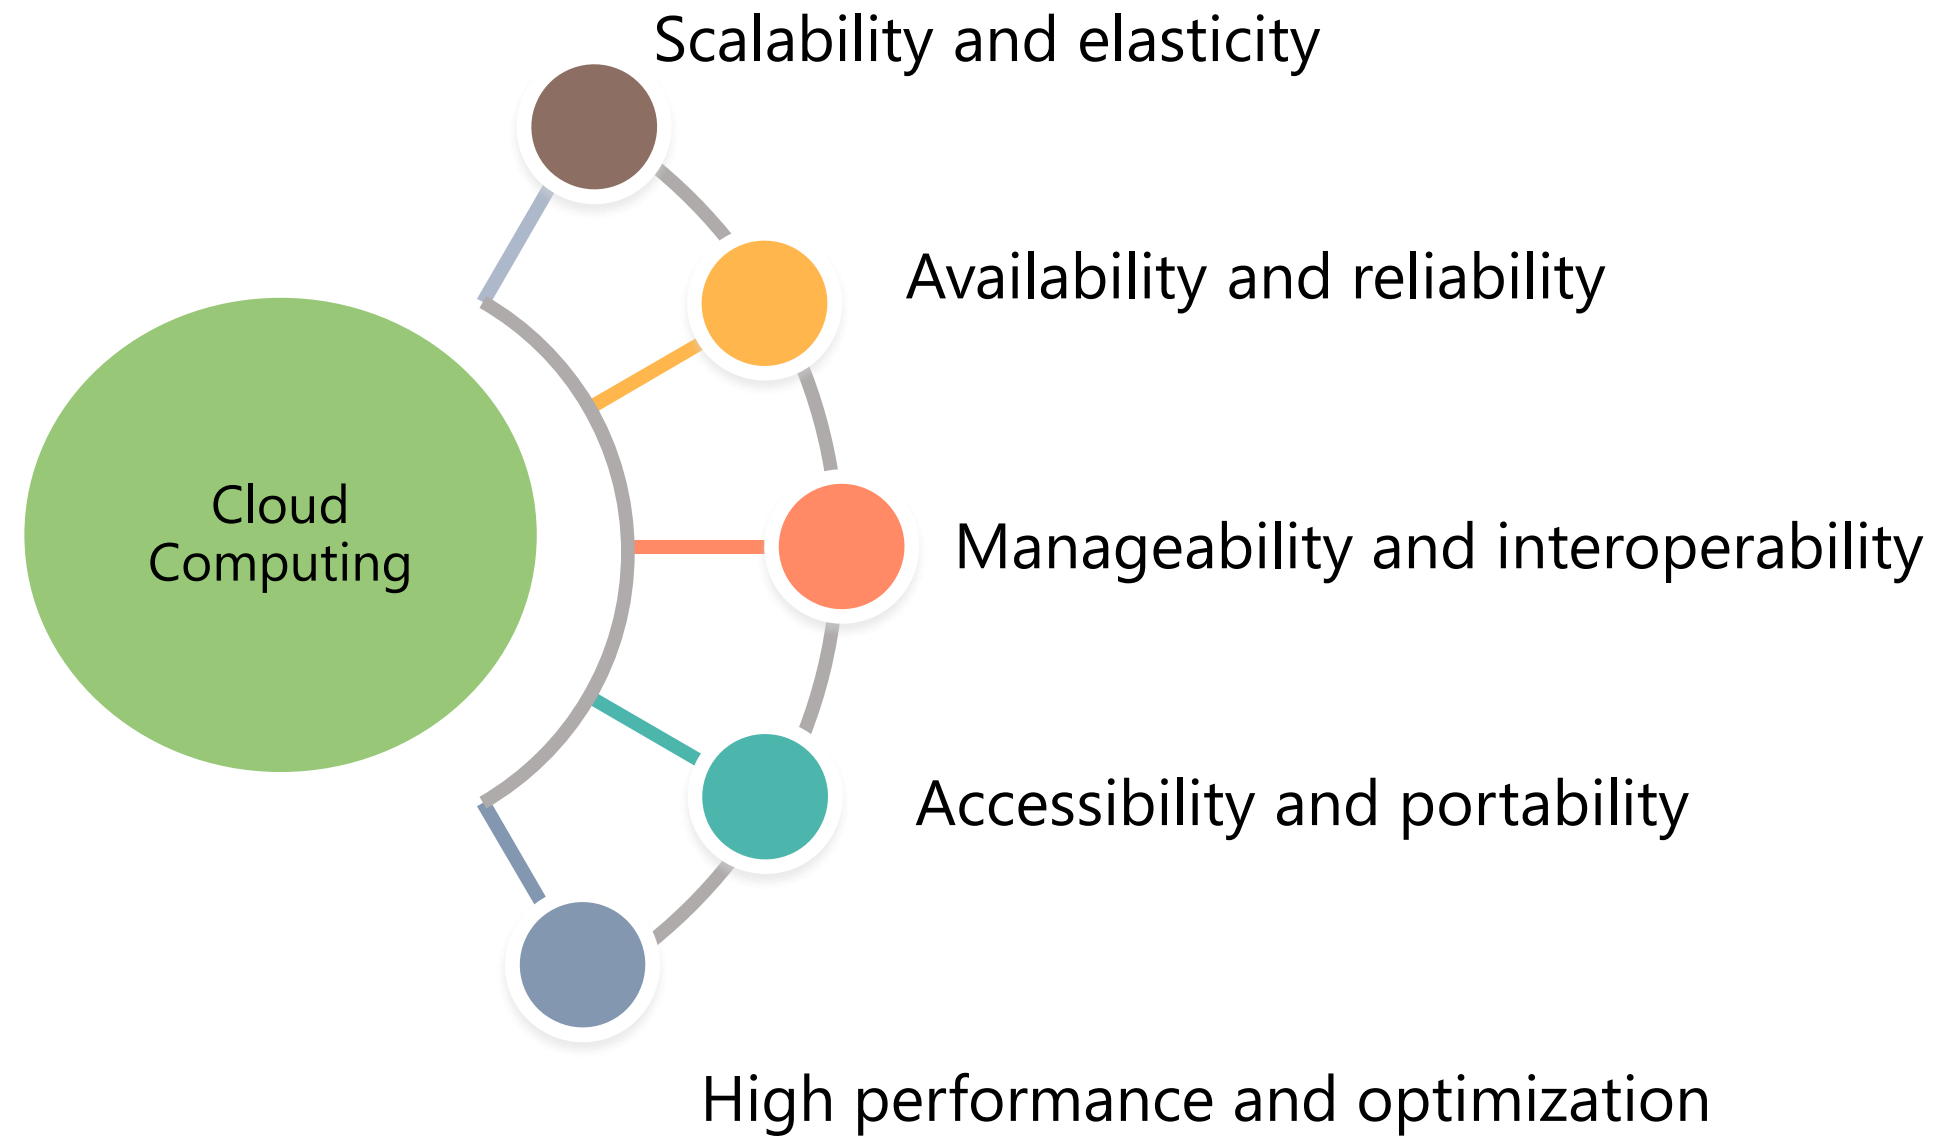 Scalability and elasticity
Availability and reliability
Cloud
Computing
Manageability and interoperability
Accessibility and portability
High performance and optimization